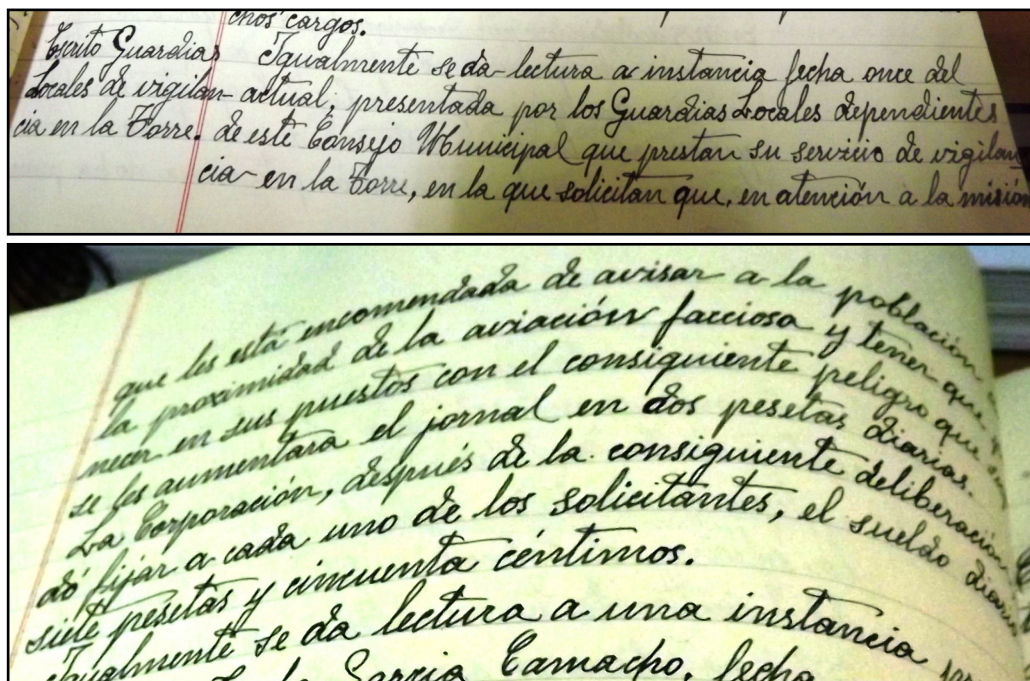 chos cargos.
Escrito Guardias Igualmente se da lectura a instancia fecha once del
Locales de vigilan- actual, presentada por los Guardias Locales dependientes
cia en la Torre. de este Consejo Municipal que prestan su servicio de vigilan
cia en la Torre, en la que solicitan que, en atención a la misión
que les está encomendada de avisar a la población
la proximidad de la aviación facciosa y tener que
necer en sus puestos con el consiguiente peligro que
se les aumentara el jornal en dos pesetas diarias.
La Corporación, después de la consiguiente deliberación
dó fijar a cada uno de los solicitantes, el sueldo diario
siete pesetas y cincuenta céntimos.
Igualmente se da lectura a una instancia
Garcia Camacho, fecha